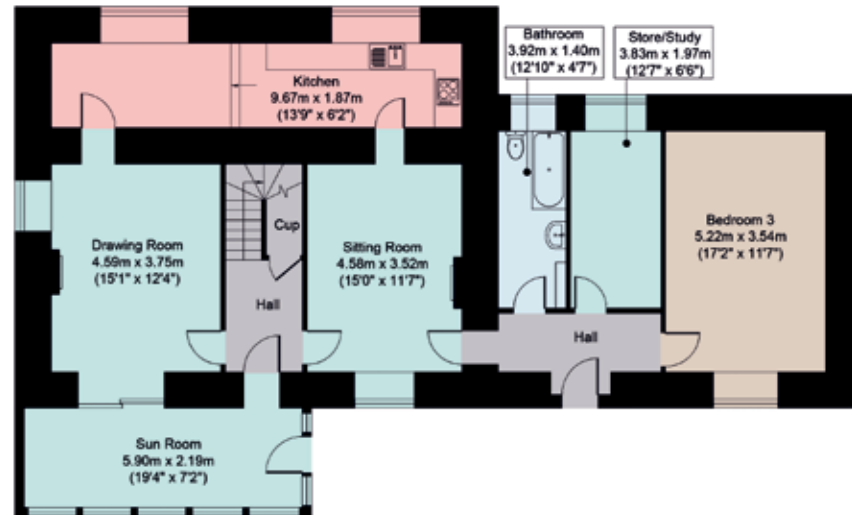 Bathroom
3.92m x 1.40m
(12'10" x 4'7")
Store/Study
3.83m x 1.97m
(12'7" x 6'6")
Kitchen
9.67m x 1.87m
(13'9" x 6'2")
Drawing Room
4.59m x 3.75m
(15'1" x 12'4")
Cup
Sitting Room
4.58m x 3.52m
(15'0" x 11'7")
Bedroom 3
5.22m x 3.54m
(17'2" x 11'7")
Hall
Hall
Sun Room
5.90m x 2.19m
(19'4" x 7'2")